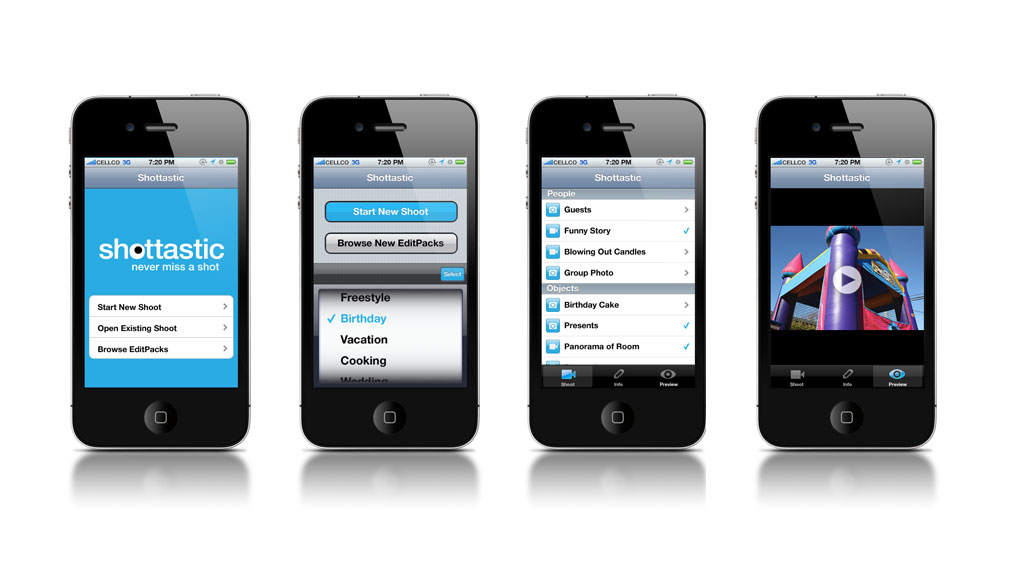 CELLCO 3G 7:20 PM
Shottastic
shottastic
never miss a shot
Start New Shoot
Open Existing Shoot
Browse EditPacks
CELLCO 3G 7:20 PM
Shottastic
Start New Shoot
Browse New EditPacks
Select
Freestyle
Birthday
Vacation
Cooking
Wedding
CELLCO 3G 7:20 PM
Shottastic
People
Guests
Funny Story
Blowing Out Candles
Group Photo
Objects
Birthday Cake
Presents
Panorama of Room
Shoot Info Preview
CELLCO 3G 7:20 PM
Shottastic
Shoot Info Preview